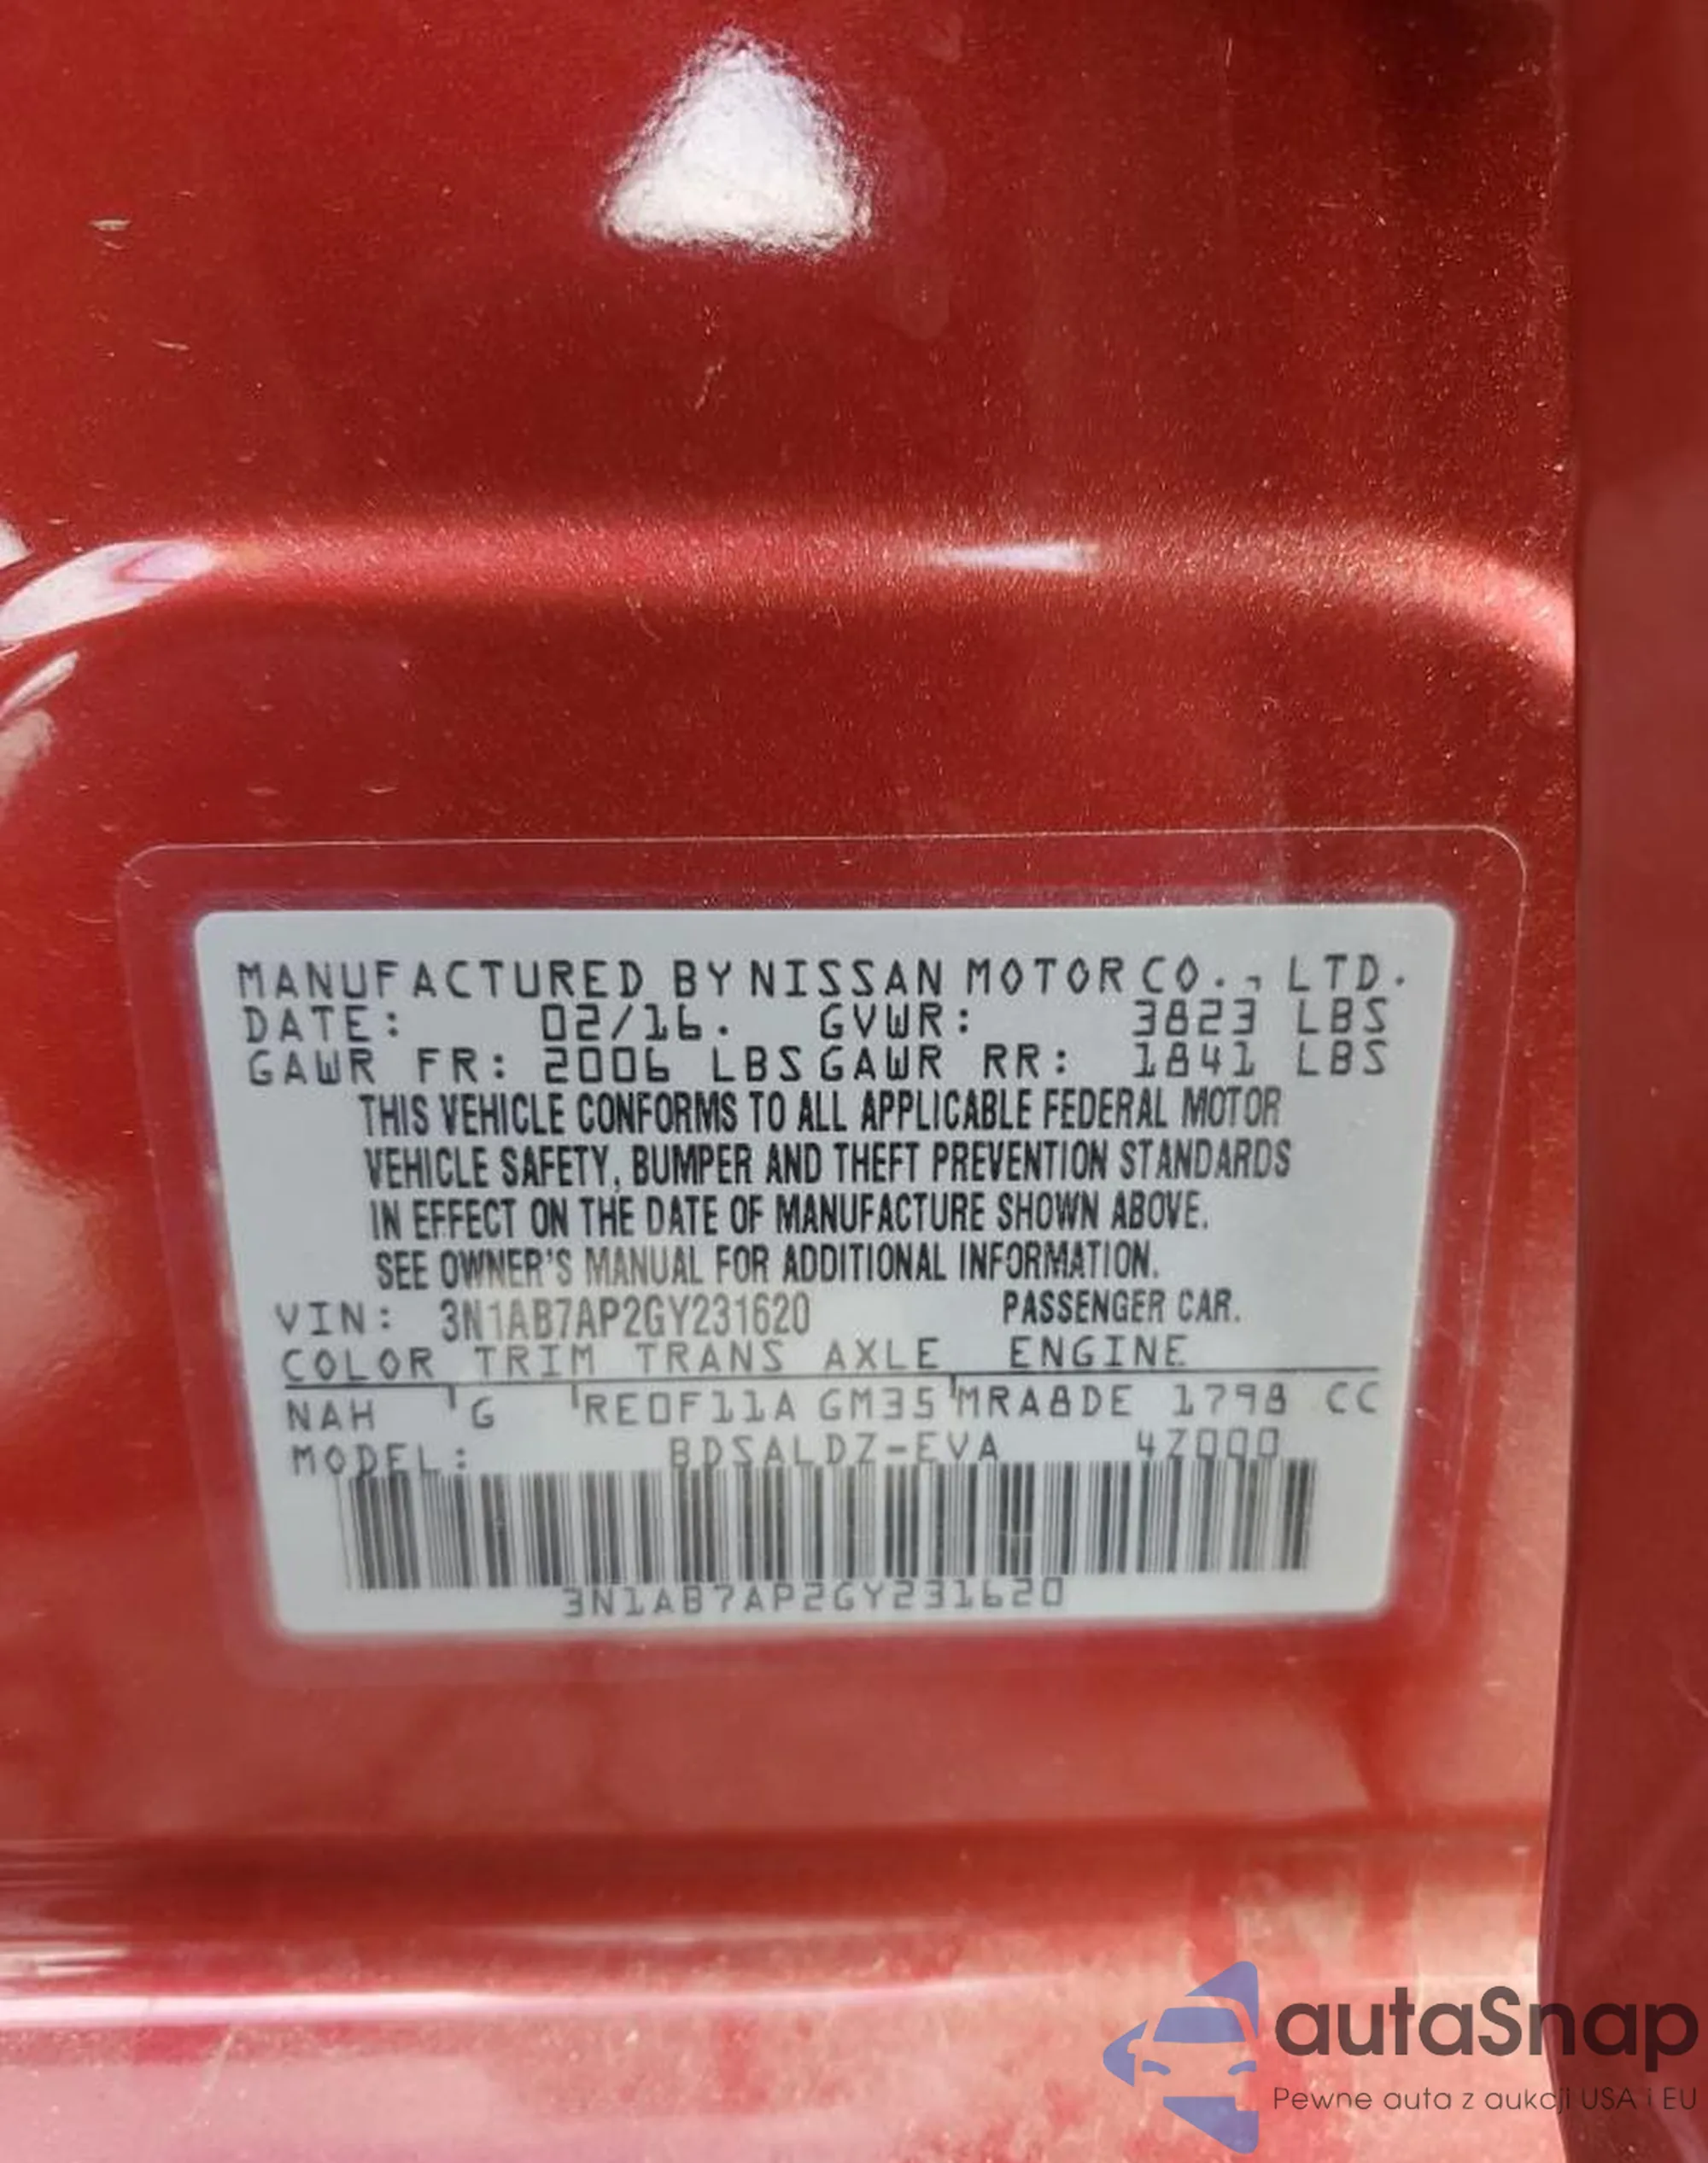 MANUFACTURED BY NISSAN MOTOR CO., LTD.
DATE: 02/16. GVWR: 3823 LBS
GAWR FR: 2006 LBS GAWR RR: 1841 LBS
THIS VEHICLE CONFORMS TO ALL APPLICABLE FEDERAL MOTOR
VEHICLE SAFETY, BUMPER AND THEFT PREVENTION STANDARDS
IN EFFECT ON THE DATE OF MANUFACTURE SHOWN ABOVE.
SEE OWNER'S MANUAL FOR ADDITIONAL INFORMATION.
VIN: 3N1AB7AP2GY231620 PASSENGER CAR.
COLOR TRIM TRANS AXLE ENGINE
NAH G RE0F11A GM35 MRA8DE 1798 CC
MODEL: BDSALDZ-EVA 4Z000
3N1AB7AP2GY231620
autaSnap
Pewne auta z aukcji USA i EU